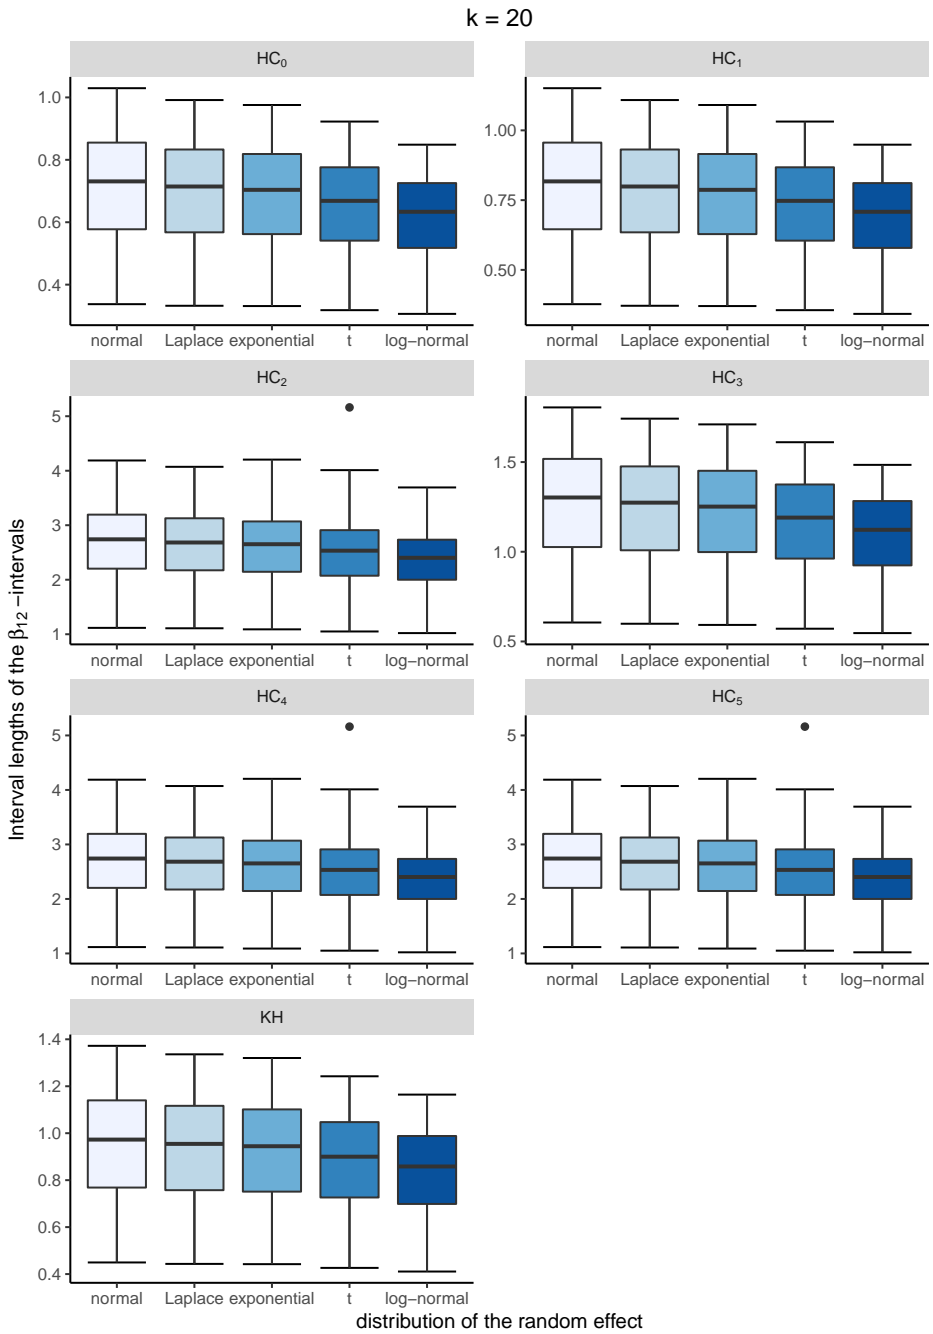 k = 20
HC₀
HC₁
1.0
0.8
0.6
0.4
1.00
0.75
0.50
normal Laplace exponential t log−normal
normal Laplace exponential t log−normal
HC₂
HC₃
5
4
3
2
1
1.5
1.0
0.5
normal Laplace exponential t log−normal
normal Laplace exponential t log−normal
Interval lengths of the β₁₂ −intervals
HC₄
HC₅
5
4
3
2
1
5
4
3
2
1
normal Laplace exponential t log−normal
normal Laplace exponential t log−normal
KH
1.4
1.2
1.0
0.8
0.6
0.4
normal Laplace exponential t log−normal
distribution of the random effect